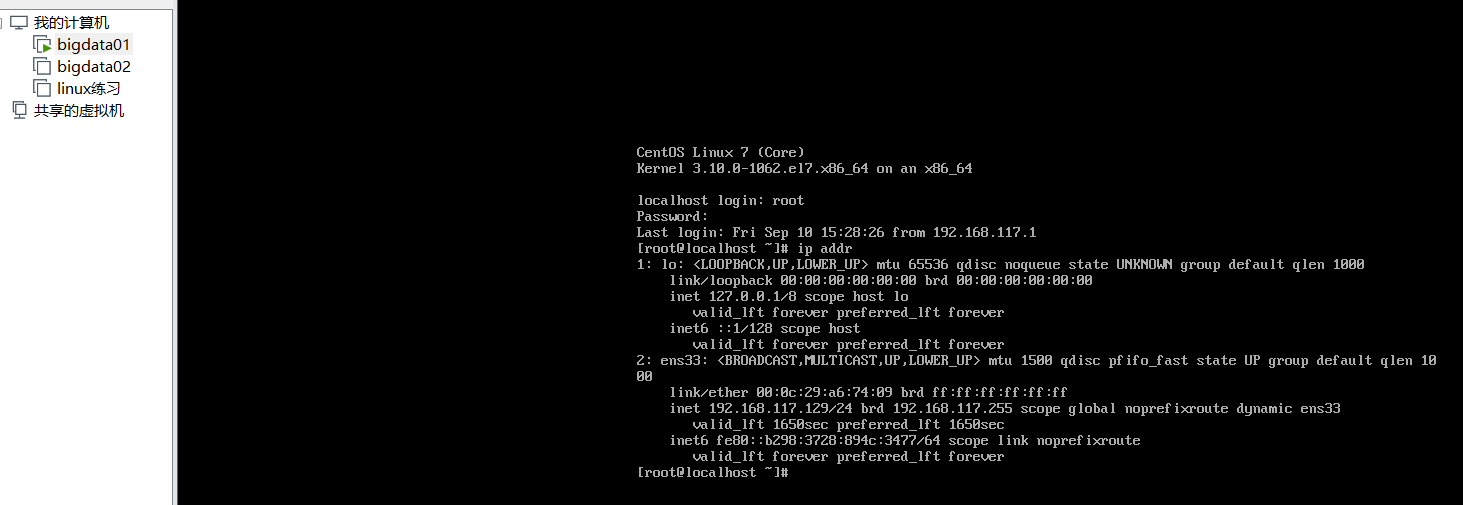 我的计算机
bigdata01
bigdata02
linux练习
共享的虚拟机
CentOS Linux 7 (Core)
Kernel 3.10.0-1062.el7.x86_64 on an x86_64
localhost login: root
Password:
Last login: Fri Sep 10 15:28:26 from 192.168.117.1
[root@localhost ~]# ip addr
1: lo: <LOOPBACK,UP,LOWER_UP> mtu 65536 qdisc noqueue state UNKNOWN group default qlen 1000
link/loopback 00:00:00:00:00:00 brd 00:00:00:00:00:00
inet 127.0.0.1/8 scope host lo
valid_lft forever preferred_lft forever
inet6 ::1/128 scope host
valid_lft forever preferred_lft forever
2: ens33: <BROADCAST,MULTICAST,UP,LOWER_UP> mtu 1500 qdisc pfifo_fast state UP group default qlen 10
00
link/ether 00:0c:29:a6:74:09 brd ff:ff:ff:ff:ff:ff
inet 192.168.117.129/24 brd 192.168.117.255 scope global noprefixroute dynamic ens33
valid_lft 1650sec preferred_lft 1650sec
inet6 fe80::b298:3728:894c:3477/64 scope link noprefixroute
valid_lft forever preferred_lft forever
[root@localhost ~]#